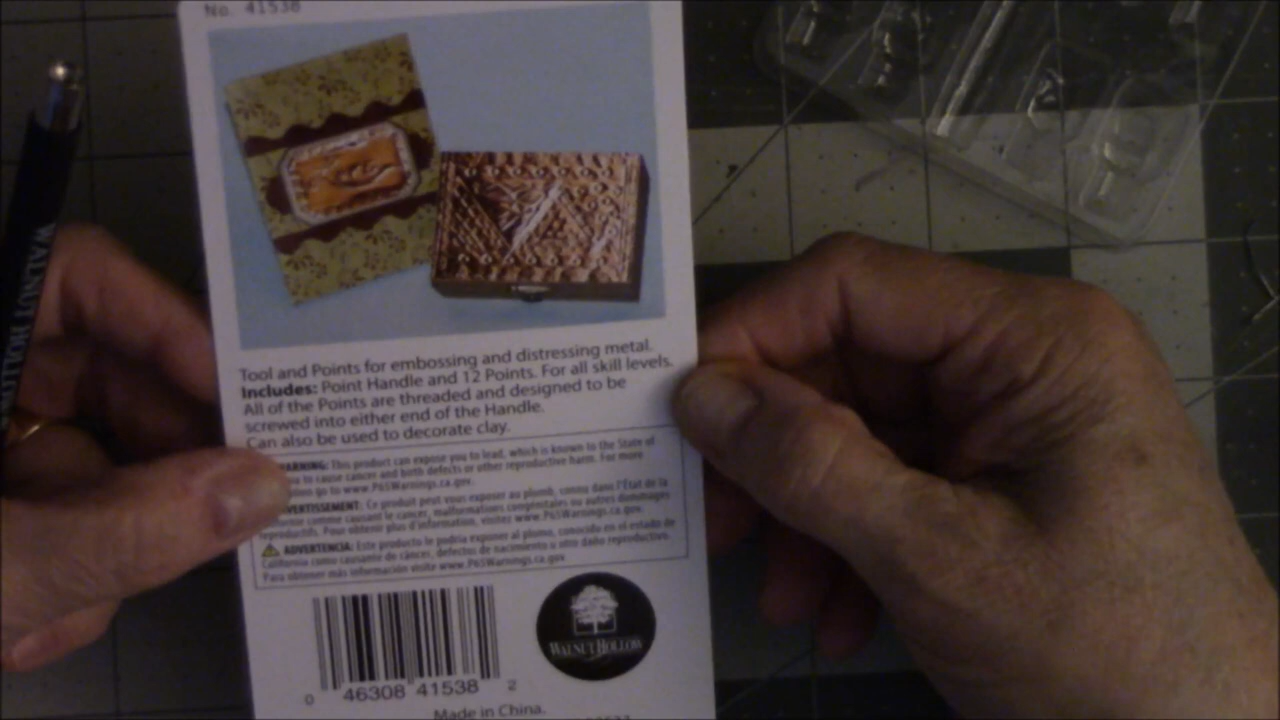 No. 41538
WALNUT HOLLOW
Tool and Points for embossing and distressing metal.
Includes: Point Handle and 12 Points. For all skill levels.
All of the Points are threaded and designed to be
screwed into either end of the Handle.
Can also be used to decorate clay.
ARNING: This product can expose you to lead, which is known to the State of
to cause cancer and birth defects or other reproductive harm. For more
go to www.P65Warnings.ca.gov.
VERTISSEMENT: Ce produit peut vous exposer au plomb, connu dans l'État de la
comme causant le cancer, malformations congénitales ou autres dommages
reproductifs. Pour obtenir plus d'information, visitez www.P65Warnings.ca.gov.
ADVERTENCIA: Este producto le podría exponer al plomo, conocido en el estado de
California como causante de cáncer, defectos de nacimiento u otro daño reproductivo.
Para obtener más información visite www.P65Warnings.ca.gov
WALNUT HOLLOW
0 46308 41538 2
Made in China.